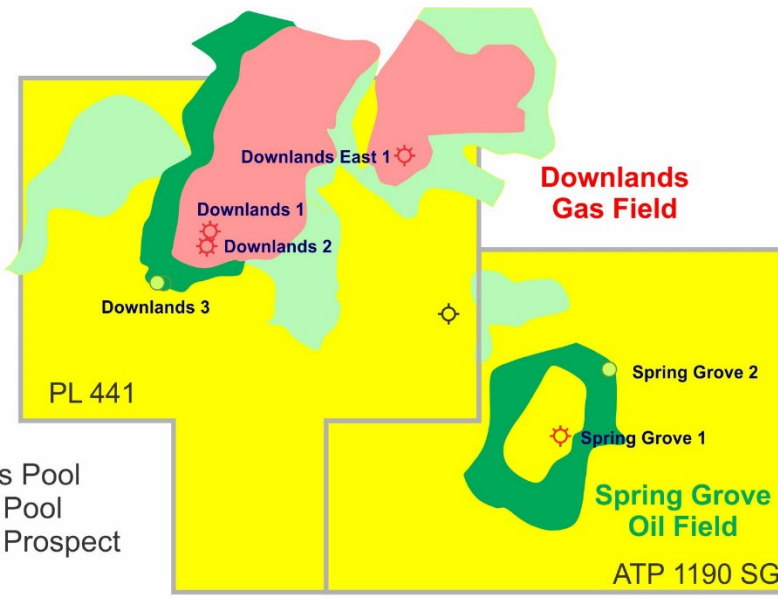 Downlands East 1
Downlands
Gas Field
Downlands 1
Downlands 2
Downlands 3
Spring Grove 2
PL 441
Spring Grove 1
s Pool
Pool
Prospect
Spring Grove
Oil Field
ATP 1190 SG